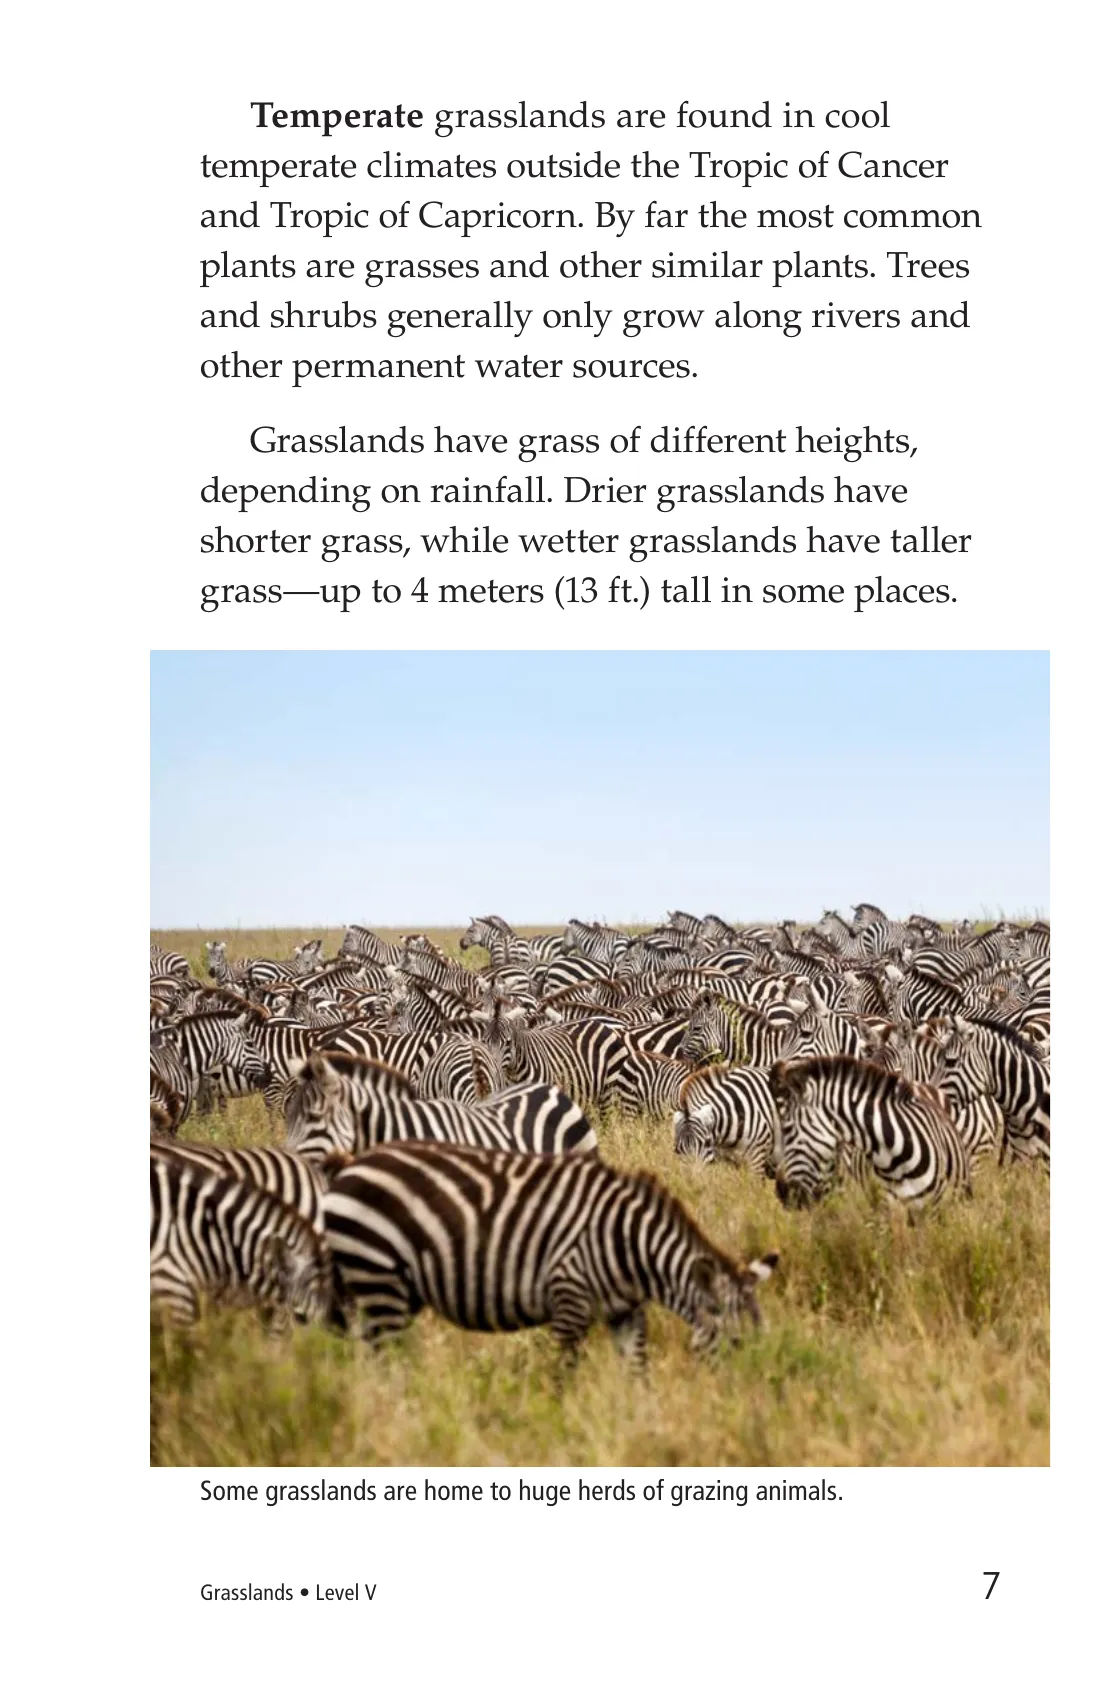 Temperate grasslands are found in cool
temperate climates outside the Tropic of Cancer
and Tropic of Capricorn. By far the most common
plants are grasses and other similar plants. Trees
and shrubs generally only grow along rivers and
other permanent water sources.
Grasslands have grass of different heights,
depending on rainfall. Drier grasslands have
shorter grass, while wetter grasslands have taller
grass—up to 4 meters (13 ft.) tall in some places.
Some grasslands are home to huge herds of grazing animals.
Grasslands • Level V
7